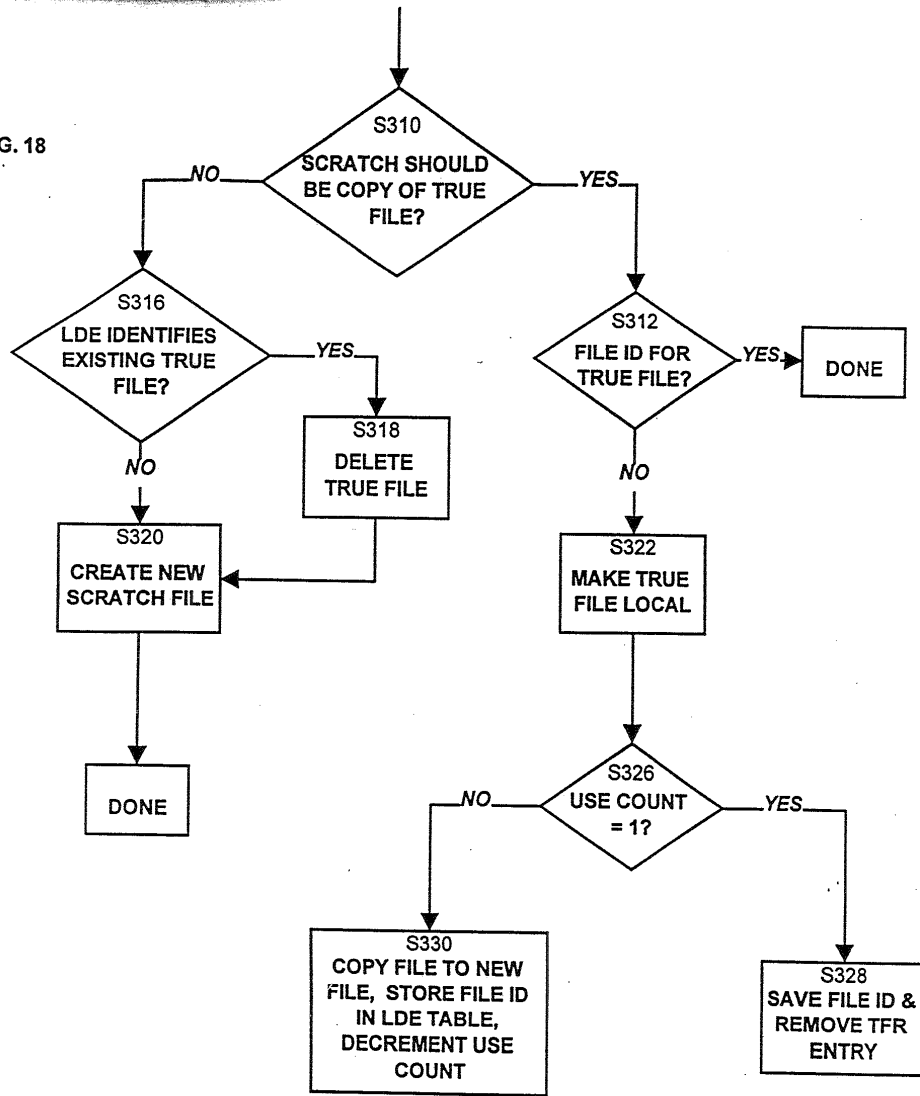 G. 18
S310
SCRATCH SHOULD
BE COPY OF TRUE
FILE?
NO
YES
S316
LDE IDENTIFIES
EXISTING TRUE
FILE?
YES
NO
S312
FILE ID FOR
TRUE FILE?
YES
DONE
NO
S318
DELETE
TRUE FILE
S320
CREATE NEW
SCRATCH FILE
DONE
S322
MAKE TRUE
FILE LOCAL
S326
USE COUNT
= 1?
NO
YES
S330
COPY FILE TO NEW
FILE, STORE FILE ID
IN LDE TABLE,
DECREMENT USE
COUNT
S328
SAVE FILE ID &
REMOVE TFR
ENTRY